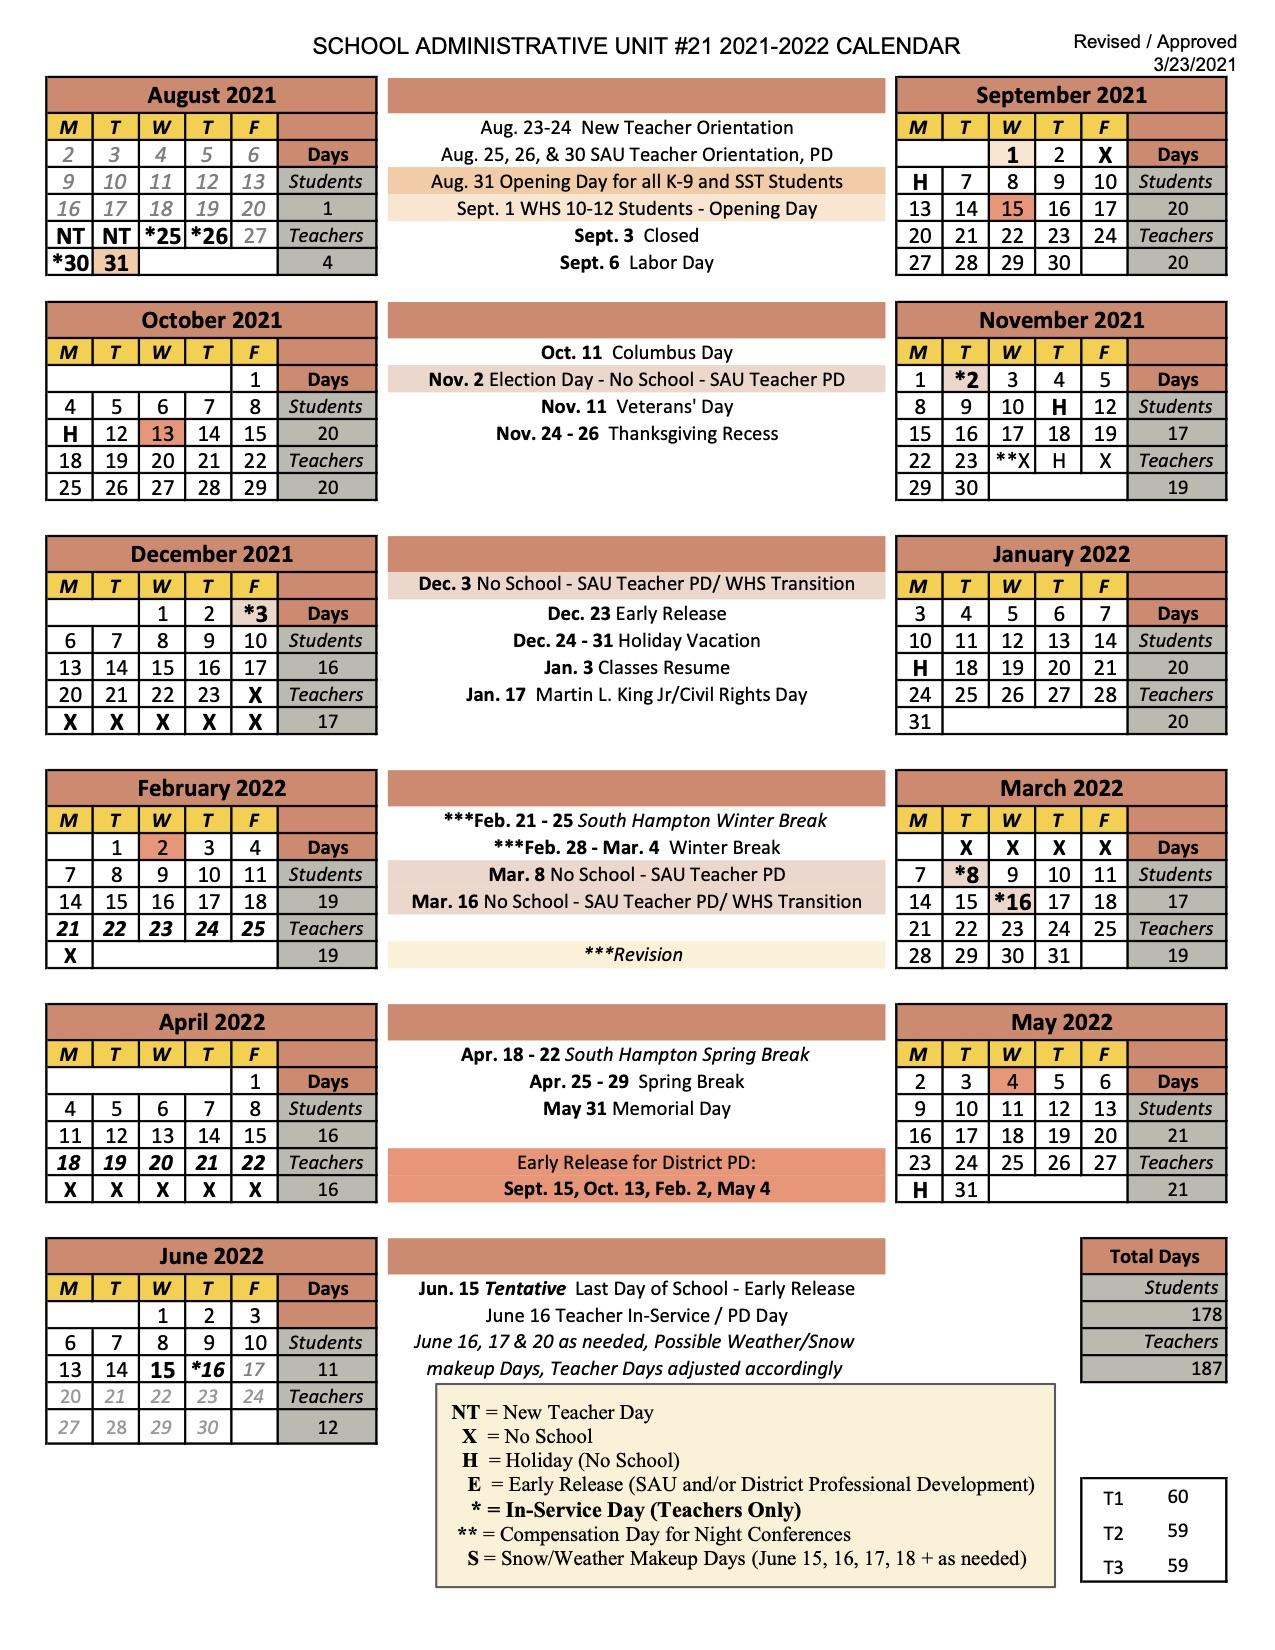 SCHOOL ADMINISTRATIVE UNIT #21 2021-2022 CALENDAR
Revised / Approved
3/23/2021
August 2021
M T W T F
2 3 4 5 6 Days
9 10 11 12 13 Students
16 17 18 19 20 1
NT NT *25 *26 27 Teachers
*30 31 4
Aug. 23-24 New Teacher Orientation
Aug. 25, 26, & 30 SAU Teacher Orientation, PD
Aug. 31 Opening Day for all K-9 and SST Students
Sept. 1 WHS 10-12 Students - Opening Day
Sept. 3 Closed
Sept. 6 Labor Day
September 2021
M T W T F
1 2 X Days
H 7 8 9 10 Students
13 14 15 16 17 20
20 21 22 23 24 Teachers
27 28 29 30 20
October 2021
M T W T F
1 Days
4 5 6 7 8 Students
H 12 13 14 15 20
18 19 20 21 22 Teachers
25 26 27 28 29 20
Oct. 11 Columbus Day
Nov. 2 Election Day - No School - SAU Teacher PD
Nov. 11 Veterans' Day
Nov. 24 - 26 Thanksgiving Recess
November 2021
M T W T F
1 *2 3 4 5 Days
8 9 10 H 12 Students
15 16 17 18 19 17
22 23 **X H X Teachers
29 30 19
December 2021
M T W T F
1 2 *3 Days
6 7 8 9 10 Students
13 14 15 16 17 16
20 21 22 23 X Teachers
X X X X X 17
Dec. 3 No School - SAU Teacher PD/ WHS Transition
Dec. 23 Early Release
Dec. 24 - 31 Holiday Vacation
Jan. 3 Classes Resume
Jan. 17 Martin L. King Jr/Civil Rights Day
January 2022
M T W T F
3 4 5 6 7 Days
10 11 12 13 14 Students
H 18 19 20 21 20
24 25 26 27 28 Teachers
31 20
February 2022
M T W T F
1 2 3 4 Days
7 8 9 10 11 Students
14 15 16 17 18 19
21 22 23 24 25 Teachers
X 19
***Feb. 21 - 25 South Hampton Winter Break
***Feb. 28 - Mar. 4 Winter Break
Mar. 8 No School - SAU Teacher PD
Mar. 16 No School - SAU Teacher PD/ WHS Transition
***Revision
March 2022
M T W T F
X X X X Days
7 *8 9 10 11 Students
14 15 *16 17 18 17
21 22 23 24 25 Teachers
28 29 30 31 19
April 2022
M T W T F
1 Days
4 5 6 7 8 Students
11 12 13 14 15 16
18 19 20 21 22 Teachers
X X X X X 16
Apr. 18 - 22 South Hampton Spring Break
Apr. 25 - 29 Spring Break
May 31 Memorial Day
Early Release for District PD:
Sept. 15, Oct. 13, Feb. 2, May 4
May 2022
M T W T F
2 3 4 5 6 Days
9 10 11 12 13 Students
16 17 18 19 20 21
23 24 25 26 27 Teachers
H 31 21
June 2022
M T W T F Days
1 2 3
6 7 8 9 10 Students
13 14 15 *16 17 11
20 21 22 23 24 Teachers
27 28 29 30 12
Jun. 15 Tentative Last Day of School - Early Release
June 16 Teacher In-Service / PD Day
June 16, 17 & 20 as needed, Possible Weather/Snow
makeup Days, Teacher Days adjusted accordingly
Total Days
Students
178
Teachers
187
NT = New Teacher Day
X = No School
H = Holiday (No School)
E = Early Release (SAU and/or District Professional Development)
* = In-Service Day (Teachers Only)
** = Compensation Day for Night Conferences
S = Snow/Weather Makeup Days (June 15, 16, 17, 18 + as needed)
T1 60
T2 59
T3 59